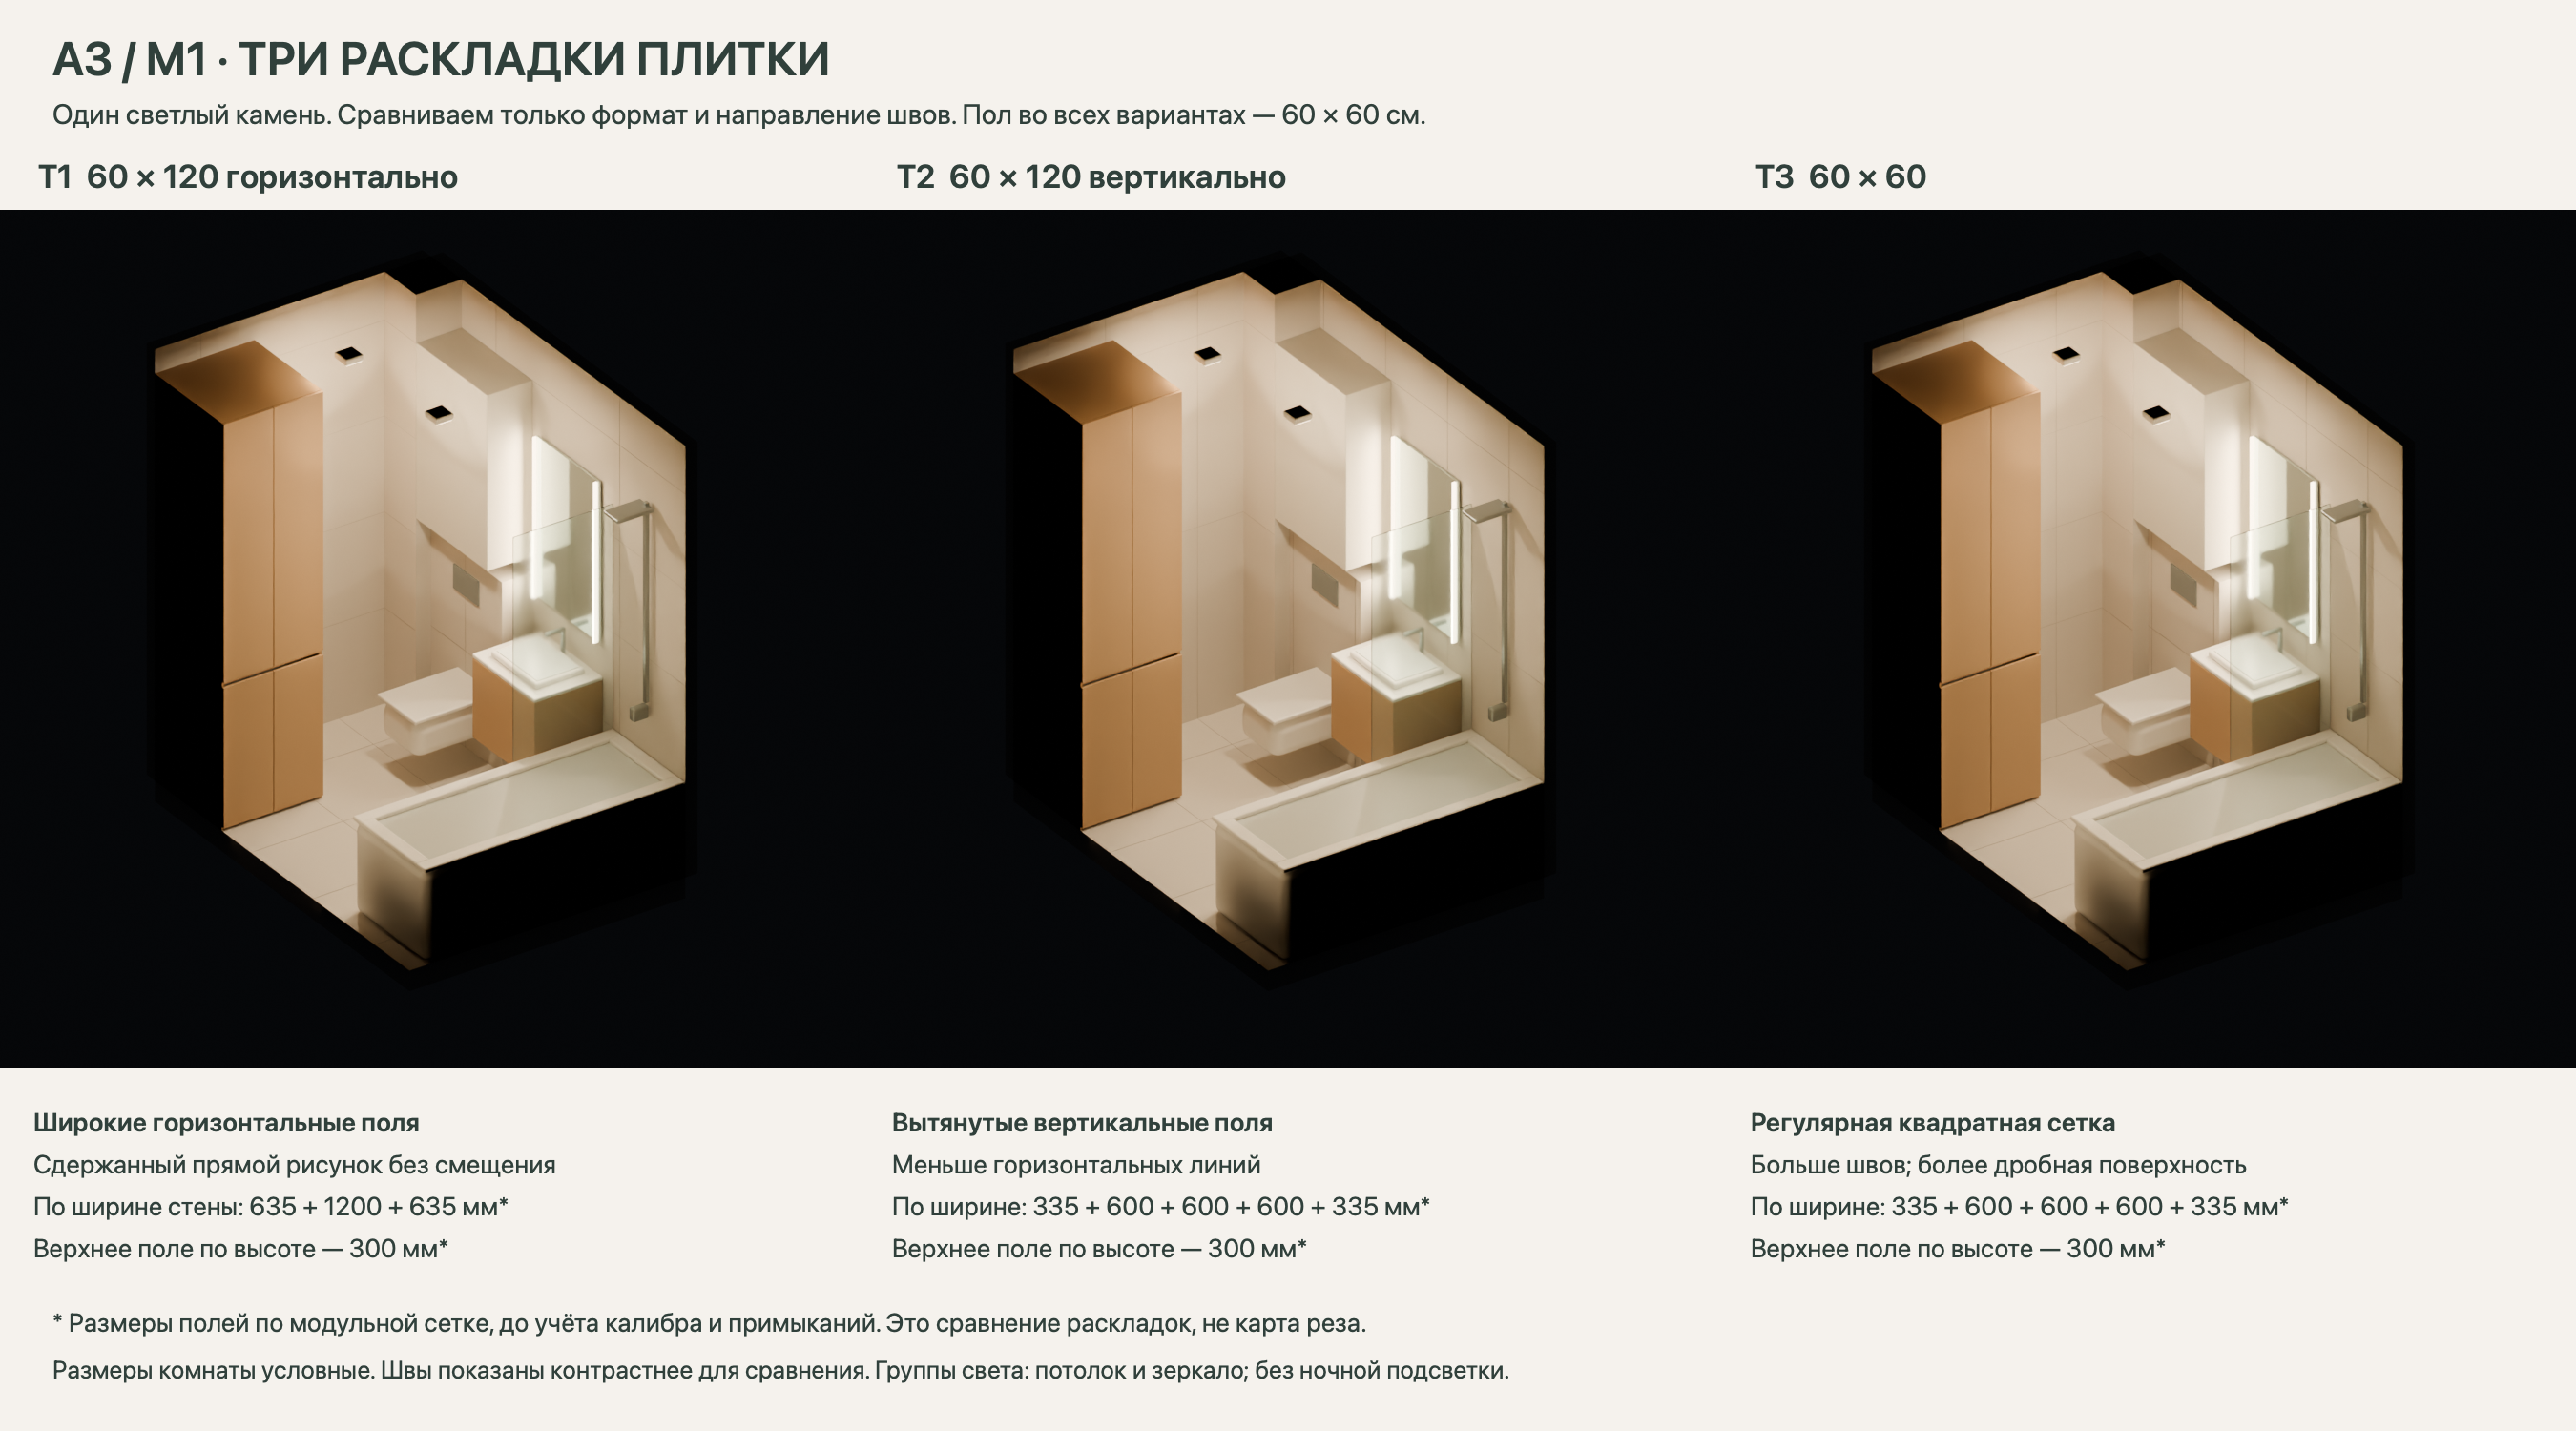 А3 / М1 · ТРИ РАСКЛАДКИ ПЛИТКИ
Один светлый камень. Сравниваем только формат и направление швов. Пол во всех вариантах — 60 × 60 см.
Т1 60 × 120 горизонтально
Т2 60 × 120 вертикально
Т3 60 × 60
Широкие горизонтальные поля
Сдержанный прямой рисунок без смещения
По ширине стены: 635 + 1200 + 635 мм*
Верхнее поле по высоте — 300 мм*
Вытянутые вертикальные поля
Меньше горизонтальных линий
По ширине: 335 + 600 + 600 + 600 + 335 мм*
Верхнее поле по высоте — 300 мм*
Регулярная квадратная сетка
Больше швов; более дробная поверхность
По ширине: 335 + 600 + 600 + 600 + 335 мм*
Верхнее поле по высоте — 300 мм*
* Размеры полей по модульной сетке, до учёта калибра и примыканий. Это сравнение раскладок, не карта реза.
Размеры комнаты условные. Швы показаны контрастнее для сравнения. Группы света: потолок и зеркало; без ночной подсветки.